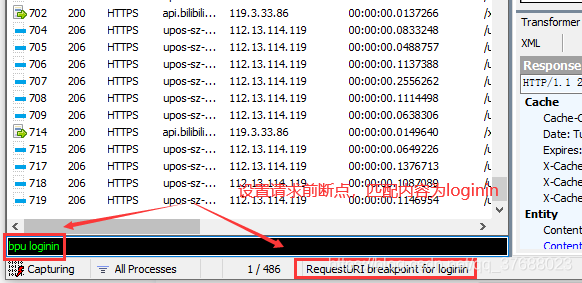 702 200 HTTPS api.bilibili... 119.3.33.86 00:00:00.0137266
704 206 HTTPS upos-sz-... 112.13.114.119 00:00:00.0833248
705 206 HTTPS upos-sz-... 112.13.114.119 00:00:00.0488757
706 206 HTTPS upos-sz-... 112.13.114.119 00:00:00.1137388
707 206 HTTPS upos-sz-... 112.13.114.119 00:00:00.2556262
708 206 HTTPS upos-sz-... 112.13.114.119 00:00:00.1114498
709 206 HTTPS upos-sz-... 112.13.114.119 00:00:00.0638306
714 200 HTTPS api.bilibili... 119.3.33.86 00:00:00.0149640
715 206 HTTPS upos-sz-... 112.13.114.119 00:00:00.0649226
717 206 HTTPS upos-sz-... 112.13.114.119 00:00:00.1376713
718 206 HTTPS upos-sz-... 112.13.114.119 00:00:00.1087089
719 206 HTTPS upos-sz-... 112.13.114.119 00:00:00.1146954
设置请求前断点,匹配内容为loginin
bpu loginin
Capturing All Processes 1 / 486 RequestURI breakpoint for loginin
Transformer
XML
Response
HTTP/1.1 2
Cache
Cache-C
Date: Tu
Expires:
X-Cache
X-Cache
Entity
Content
Content